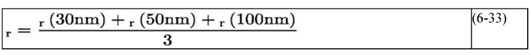 r = r (30nm) + r (50nm) + r (100nm) / 3 (6-33)